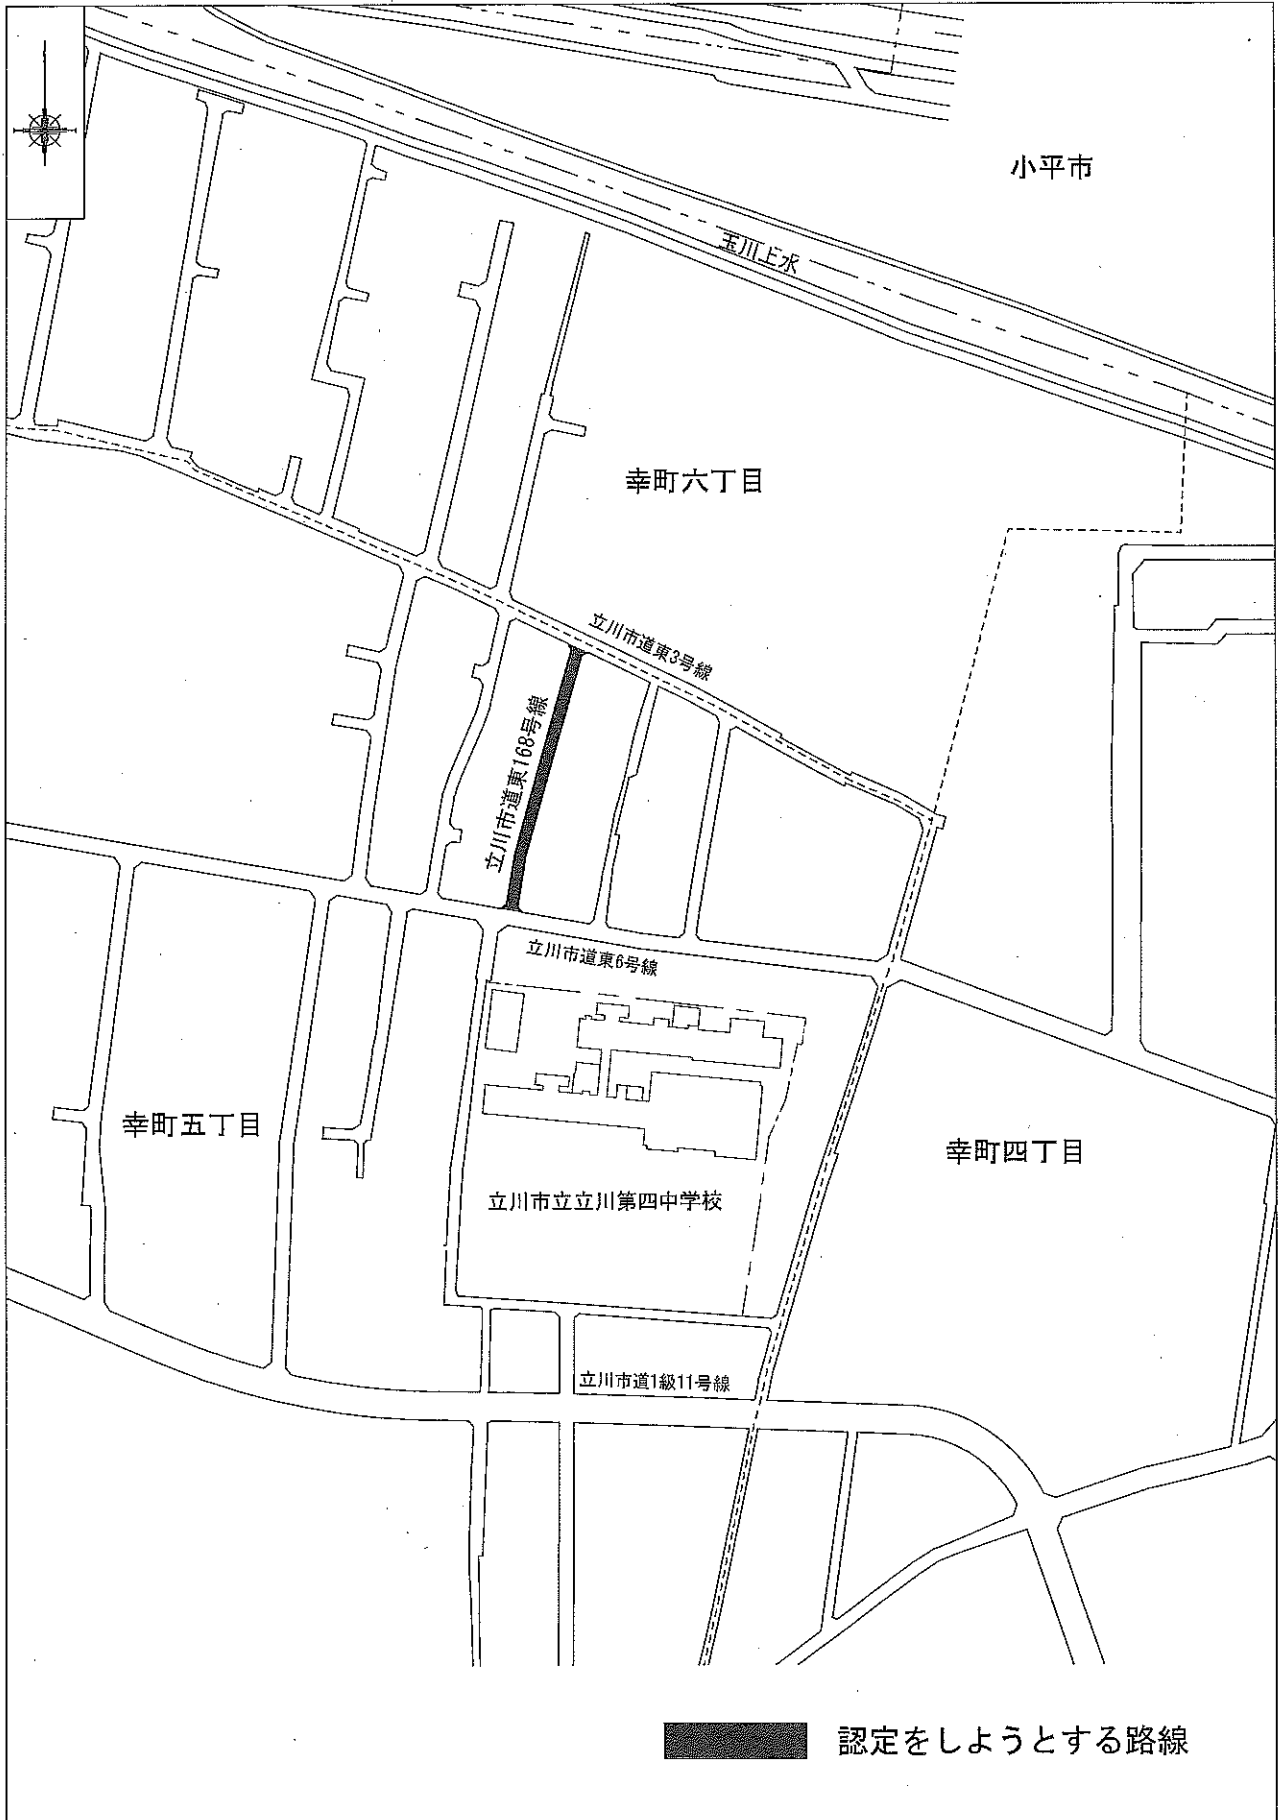 小平市
玉川上水
幸町六丁目
立川市道東3号線
立川市道東168号線
立川市道東6号線
幸町五丁目
幸町四丁目
立川市立立川第四中学校
立川市道1級11号線
認定をしようとする路線